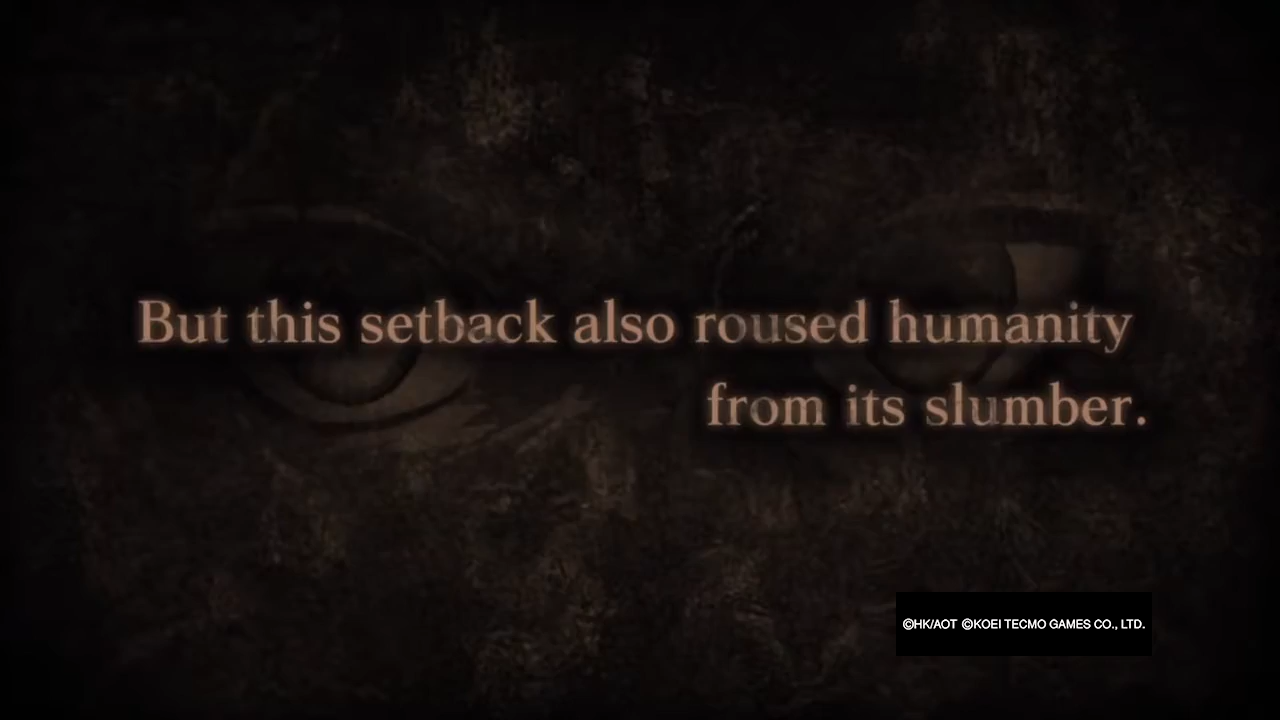 But this setback also roused humanity
from its slumber.
©HK/AOT ©KOEI TECMO GAMES CO., LTD.